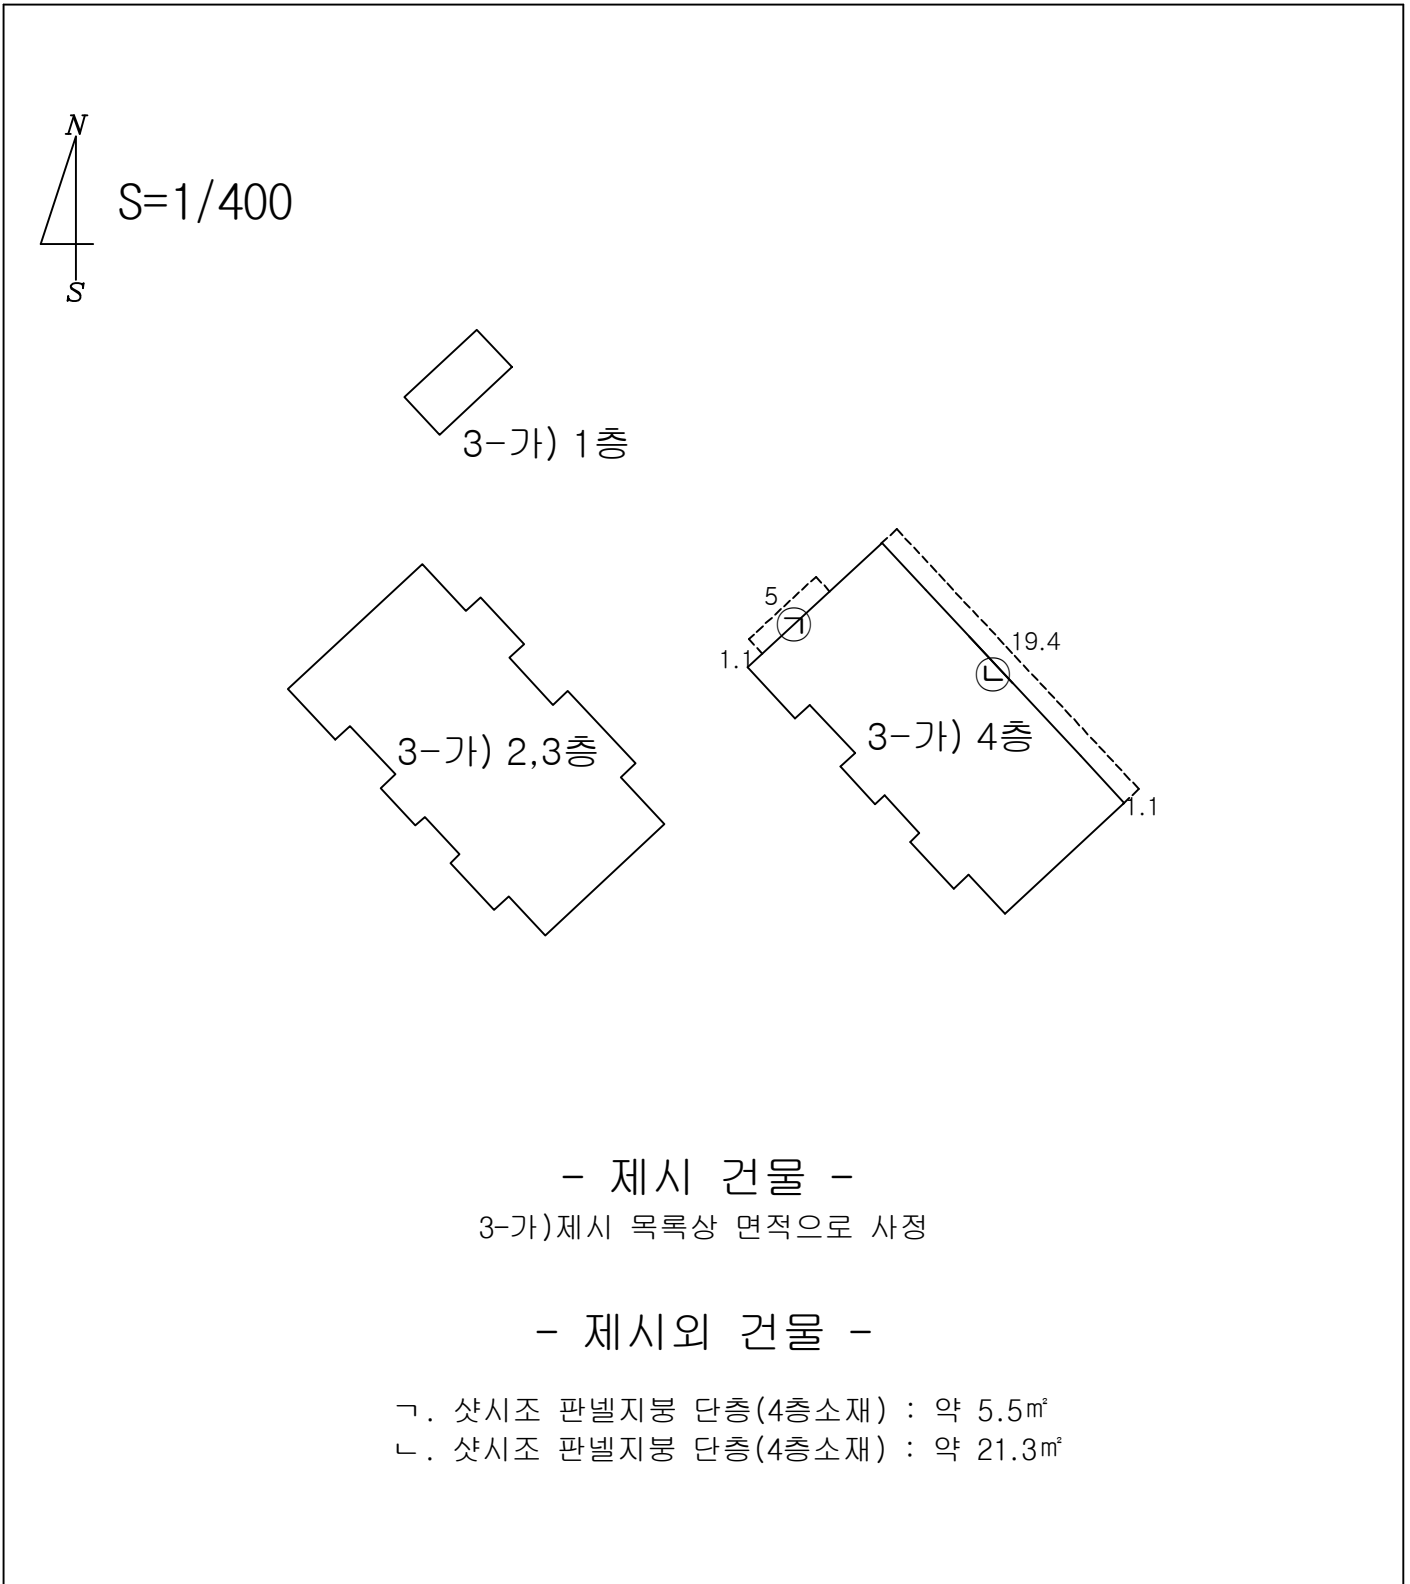 N
S=1/400
S
3-가) 1층
5
ㄱ
1.1
19.4
ㄴ
3-가) 2,3층
3-가) 4층
1.1
- 제시 건물 -
3-가)제시 목록상 면적으로 사정
- 제시외 건물 -
ㄱ. 샷시조 판넬지붕 단층(4층소재) : 약 5.5㎡
ㄴ. 샷시조 판넬지붕 단층(4층소재) : 약 21.3㎡